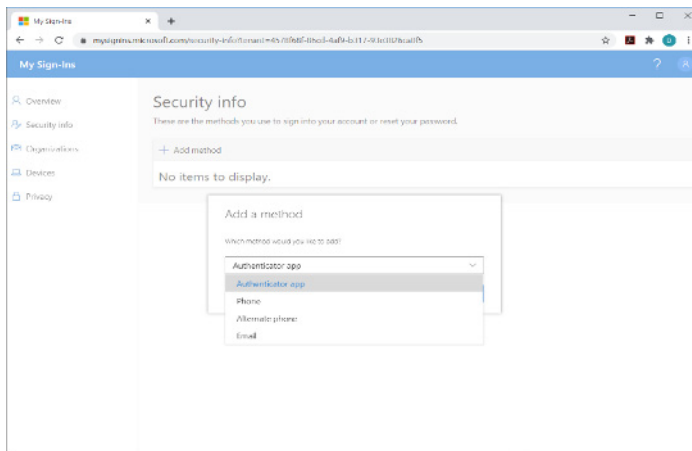 My Sign-Ins
My Sign-Ins
?
Overview
Security info
Organizations
Devices
Privacy
Security info
These are the methods you use to sign into your account or reset your password.
+ Add method
No items to display.
Add a method
Which method would you like to add?
Authenticator app
Authenticator app
Phone
Alternate phone
Email